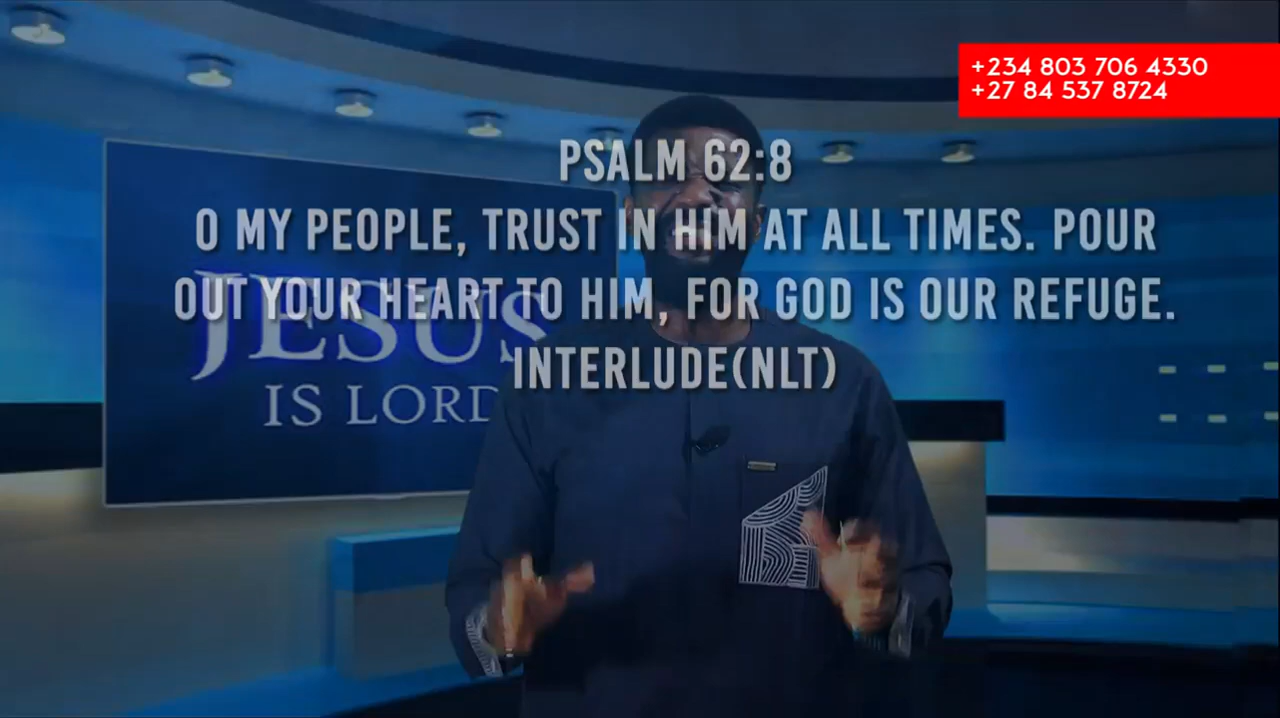 +234 803 706 4330
+27 84 537 8724
PSALM 62:8
O MY PEOPLE, TRUST IN HIM AT ALL TIMES. POUR
OUT YOUR HEART TO HIM, FOR GOD IS OUR REFUGE.
INTERLUDE(NLT)
JESUS
IS LORD